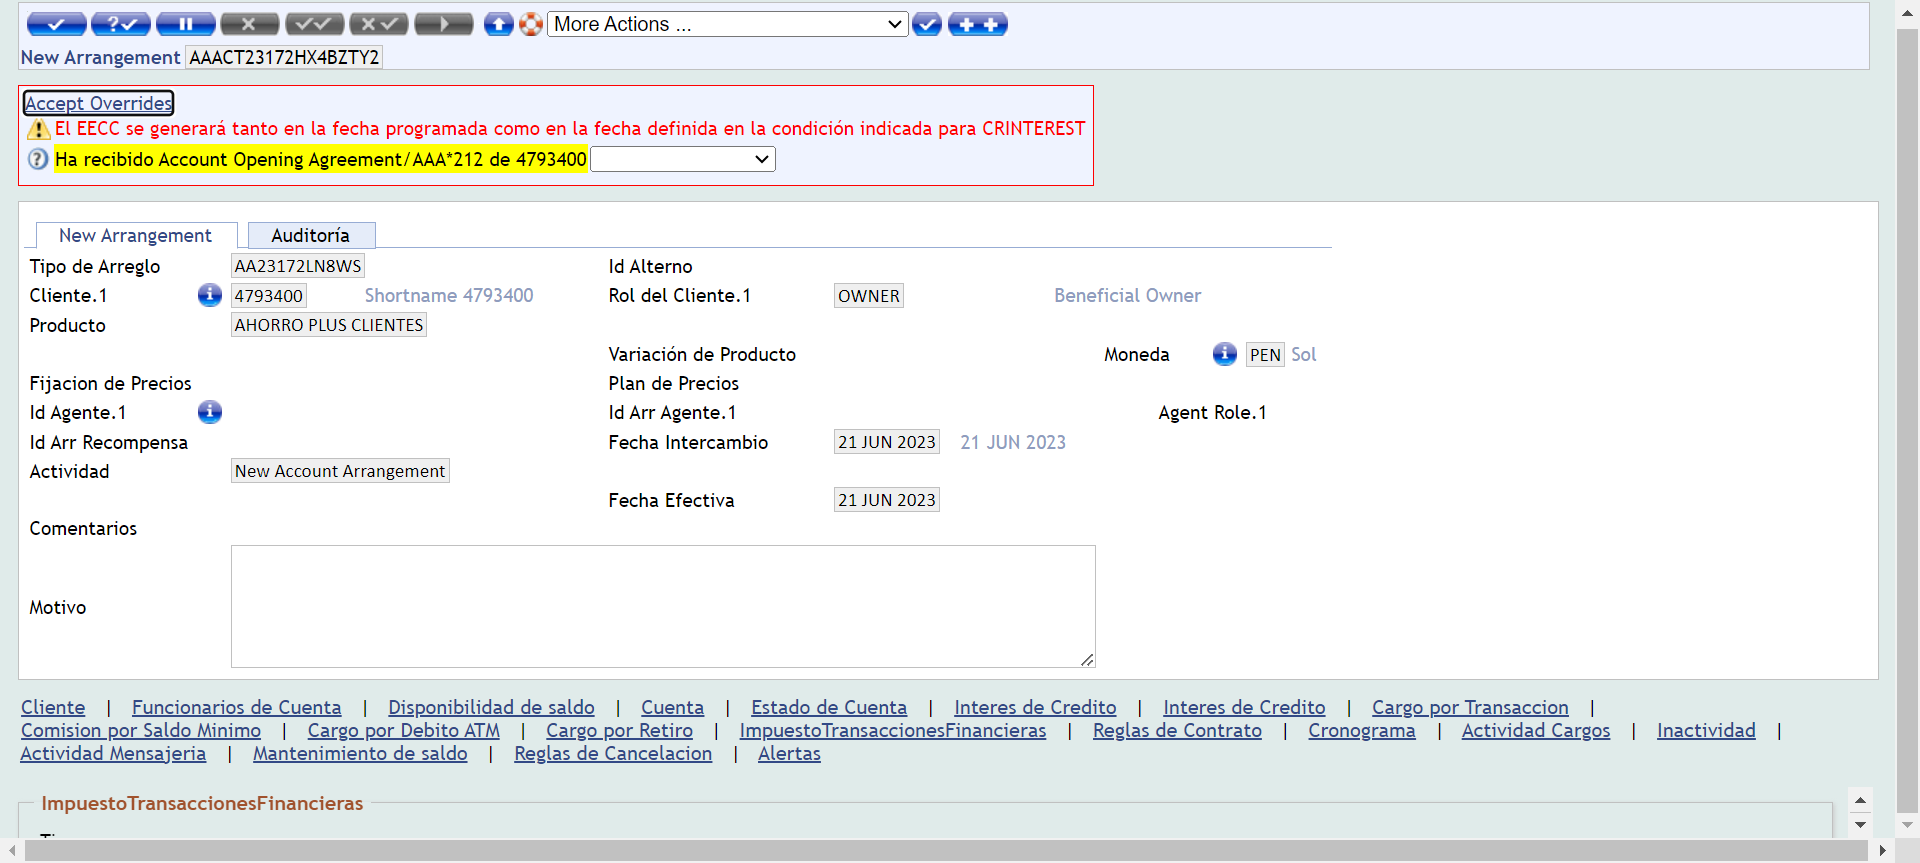 More Actions ...
New Arrangement AAACT23172HX4BZTY2
Accept Overrides
El EECC se generará tanto en la fecha programada como en la fecha definida en la condición indicada para CRINTEREST
Ha recibido Account Opening Agreement/AAA*212 de 4793400
New Arrangement Auditoría
Tipo de Arreglo AA23172LN8WS Id Alterno
Cliente.1 4793400 Shortname 4793400 Rol del Cliente.1 OWNER Beneficial Owner
Producto AHORRO PLUS CLIENTES
Variación de Producto Moneda PEN Sol
Fijacion de Precios Plan de Precios
Id Agente.1 Id Arr Agente.1 Agent Role.1
Id Arr Recompensa Fecha Intercambio 21 JUN 2023 21 JUN 2023
Actividad New Account Arrangement
Fecha Efectiva 21 JUN 2023
Comentarios
Motivo
Cliente | Funcionarios de Cuenta | Disponibilidad de saldo | Cuenta | Estado de Cuenta | Interes de Credito | Interes de Credito | Cargo por Transaccion |
Comision por Saldo Minimo | Cargo por Debito ATM | Cargo por Retiro | ImpuestoTransaccionesFinancieras | Reglas de Contrato | Cronograma | Actividad Cargos | Inactividad |
Actividad Mensajeria | Mantenimiento de saldo | Reglas de Cancelacion | Alertas
ImpuestoTransaccionesFinancieras